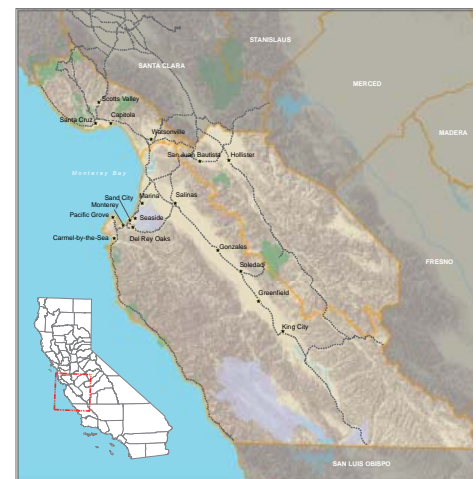 STANISLAUS
SANTA CLARA
MERCED
MADERA
Scotts Valley
Santa Cruz
Capitola
Watsonville
San Juan Bautista
Hollister
Monterey Bay
Sand City
Marina
Salinas
Monterey
Pacific Grove
Seaside
Carmel-by-the-Sea
Del Rey Oaks
Gonzales
FRESNO
Soledad
Greenfield
King City
SAN LUIS OBISPO